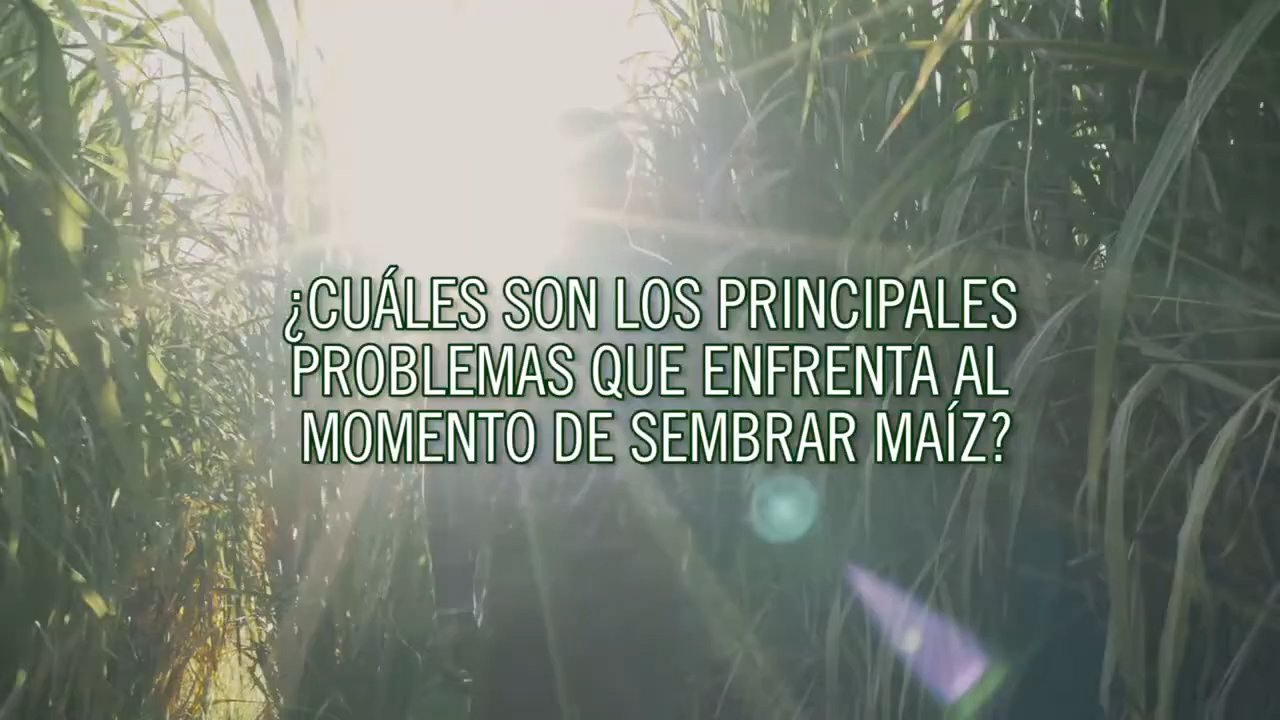 ¿CUÁLES SON LOS PRINCIPALES
PROBLEMAS QUE ENFRENTA AL
MOMENTO DE SEMBRAR MAÍZ?